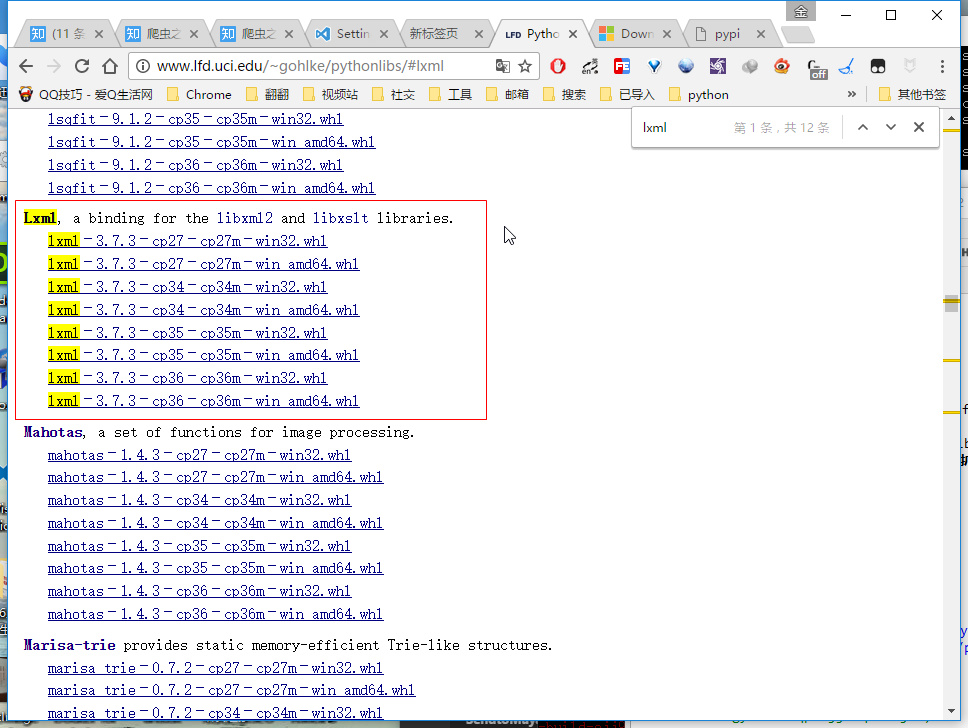 金
(11 条
爬虫之
爬虫之
Settin
新标签页
LFD Pytho
Down
pypi
www.lfd.uci.edu/~gohlke/pythonlibs/#lxml
off
QQ技巧 - 爱Q生活网
Chrome
翻翻
视频站
社交
工具
邮箱
搜索
已导入
python
»
其他书签
lxml
第 1 条，共 12 条
lsqfit-9.1.2-cp35-cp35m-win32.whl
lsqfit-9.1.2-cp35-cp35m-win_amd64.whl
lsqfit-9.1.2-cp36-cp36m-win32.whl
lsqfit-9.1.2-cp36-cp36m-win_amd64.whl
Lxml, a binding for the libxml2 and libxslt libraries.
lxml-3.7.3-cp27-cp27m-win32.whl
lxml-3.7.3-cp27-cp27m-win_amd64.whl
lxml-3.7.3-cp34-cp34m-win32.whl
lxml-3.7.3-cp34-cp34m-win_amd64.whl
lxml-3.7.3-cp35-cp35m-win32.whl
lxml-3.7.3-cp35-cp35m-win_amd64.whl
lxml-3.7.3-cp36-cp36m-win32.whl
lxml-3.7.3-cp36-cp36m-win_amd64.whl
Mahotas, a set of functions for image processing.
mahotas-1.4.3-cp27-cp27m-win32.whl
mahotas-1.4.3-cp27-cp27m-win_amd64.whl
mahotas-1.4.3-cp34-cp34m-win32.whl
mahotas-1.4.3-cp34-cp34m-win_amd64.whl
mahotas-1.4.3-cp35-cp35m-win32.whl
mahotas-1.4.3-cp35-cp35m-win_amd64.whl
mahotas-1.4.3-cp36-cp36m-win32.whl
mahotas-1.4.3-cp36-cp36m-win_amd64.whl
Marisa-trie provides static memory-efficient Trie-like structures.
marisa_trie-0.7.2-cp27-cp27m-win32.whl
marisa_trie-0.7.2-cp27-cp27m-win_amd64.whl
marisa_trie-0.7.2-cp34-cp34m-win32.whl